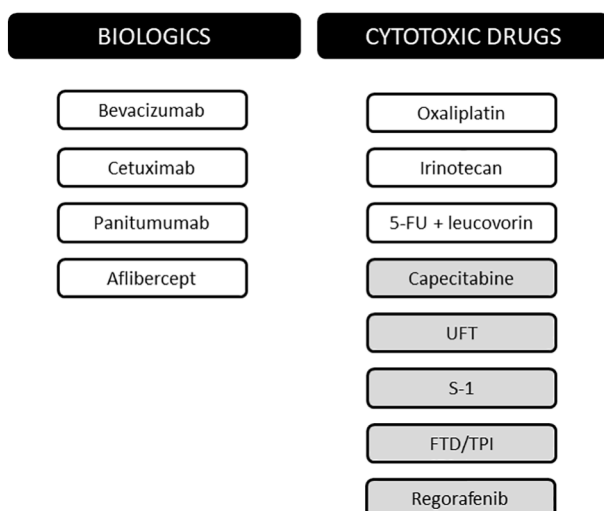 BIOLOGICS
Bevacizumab
Cetuximab
Panitumumab
Aflibercept
CYTOTOXIC DRUGS
Oxaliplatin
Irinotecan
5-FU + leucovorin
Capecitabine
UFT
S-1
FTD/TPI
Regorafenib